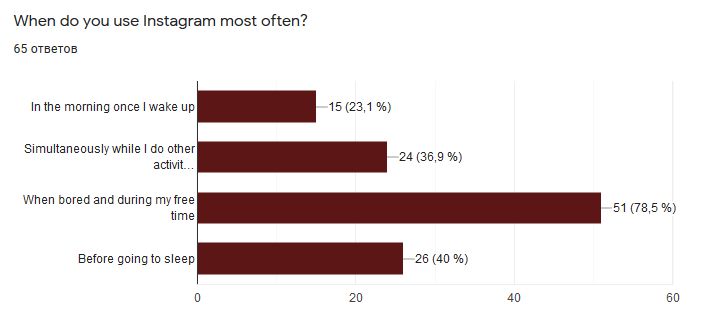 When do you use Instagram most often?
65 ответов
In the morning once I wake up
15 (23,1 %)
Simultaneously while I do other
activit...
24 (36,9 %)
When bored and during my free
time
51 (78,5 %)
Before going to sleep
26 (40 %)
0
20
40
60